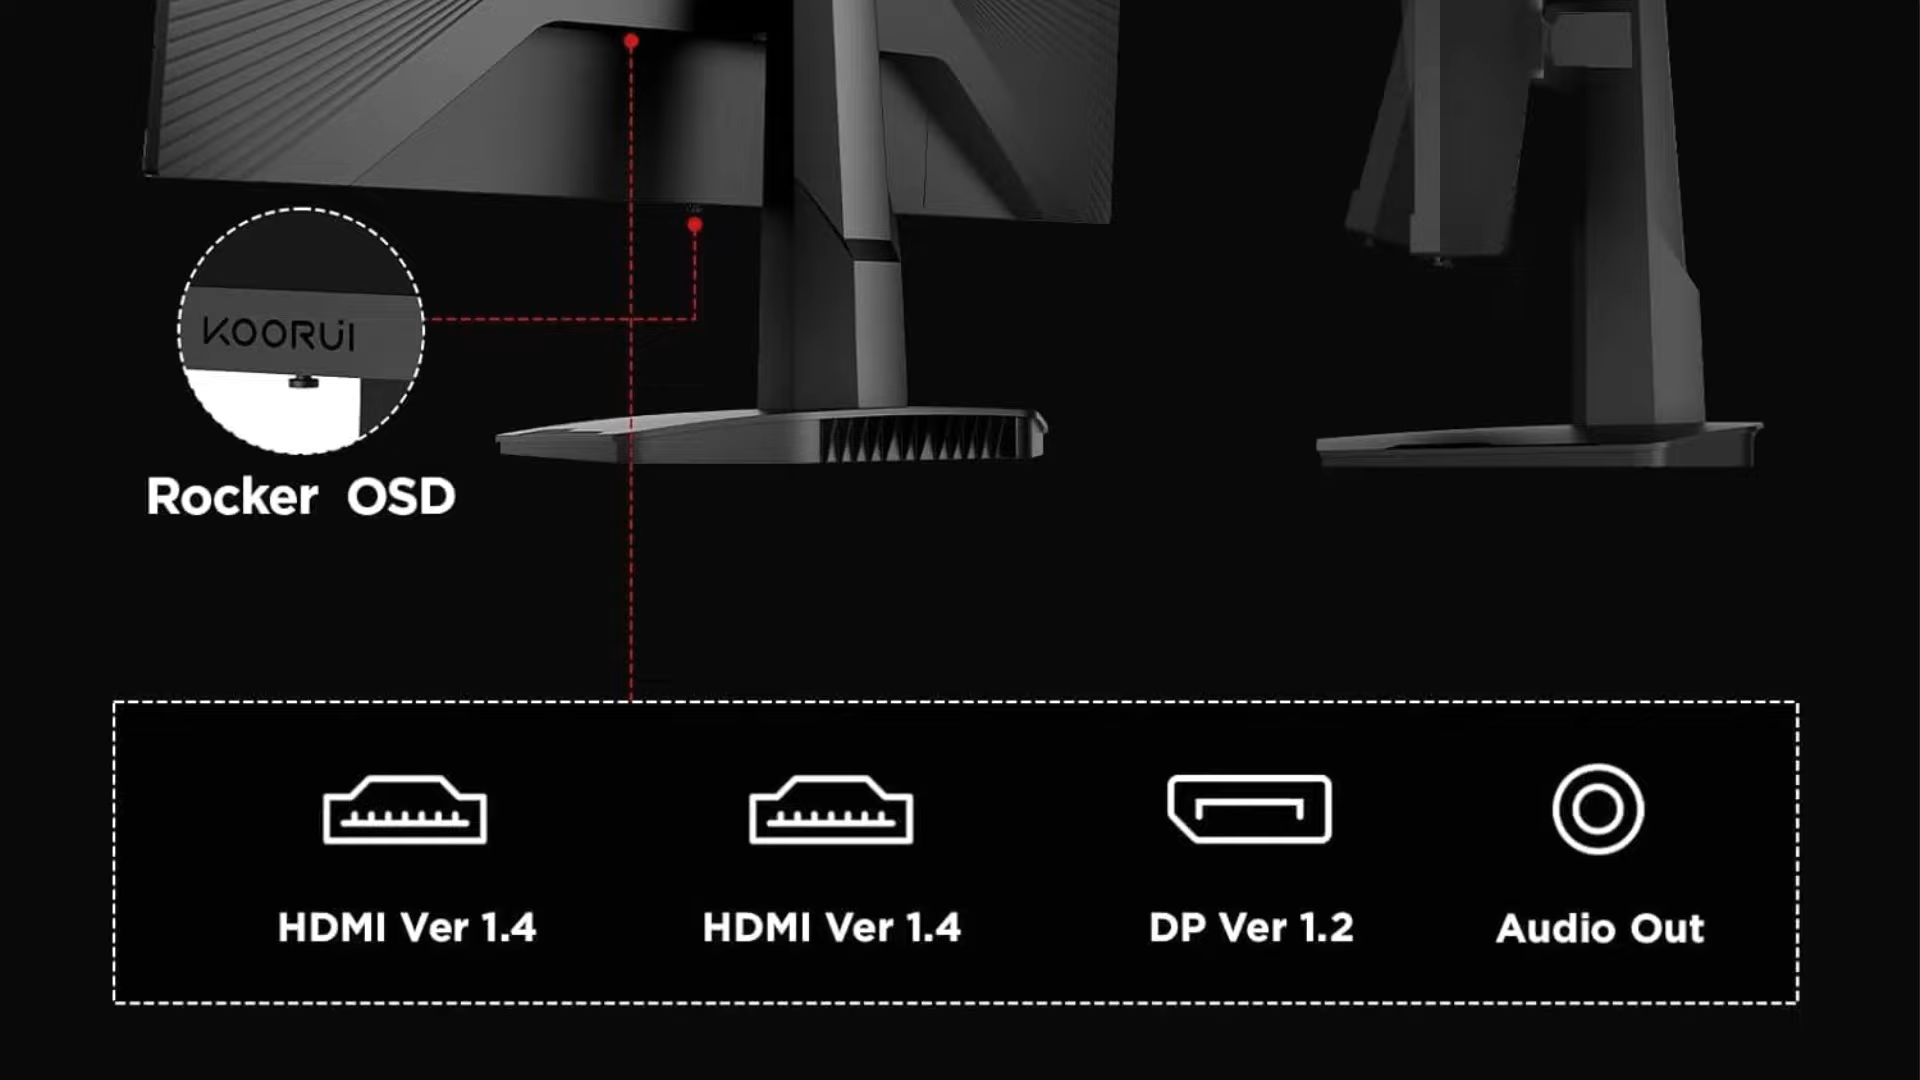 KOORUI
Rocker OSD
HDMI Ver 1.4
HDMI Ver 1.4
DP Ver 1.2
Audio Out